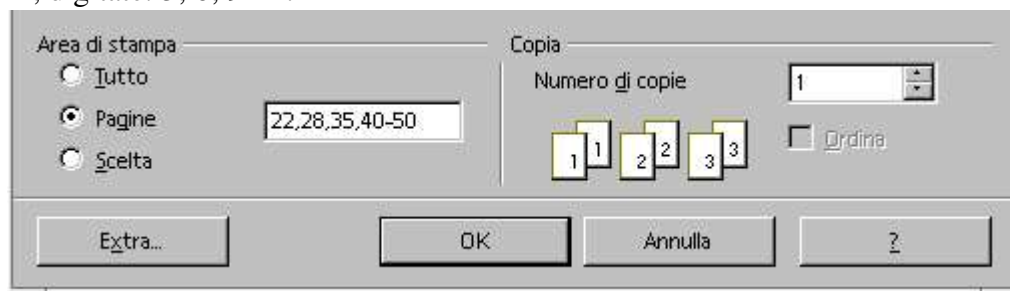 Area di stampa
Tutto
Pagine 22,28,35,40-50
Scelta
Copia
Numero di copie 1
1 1 2 2 3 3
Ordina
Extra... OK Annulla ?